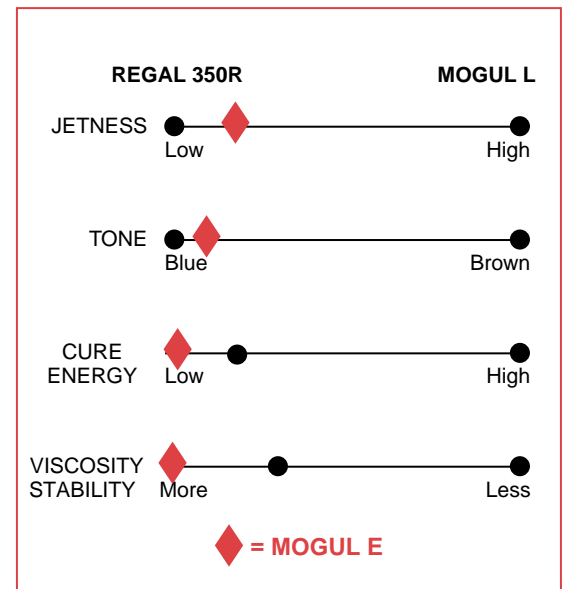 REGAL 350R MOGUL L
JETNESS
Low High
TONE
Blue Brown
CURE
ENERGY
Low High
VISCOSITY
STABILITY
More Less
= MOGUL E